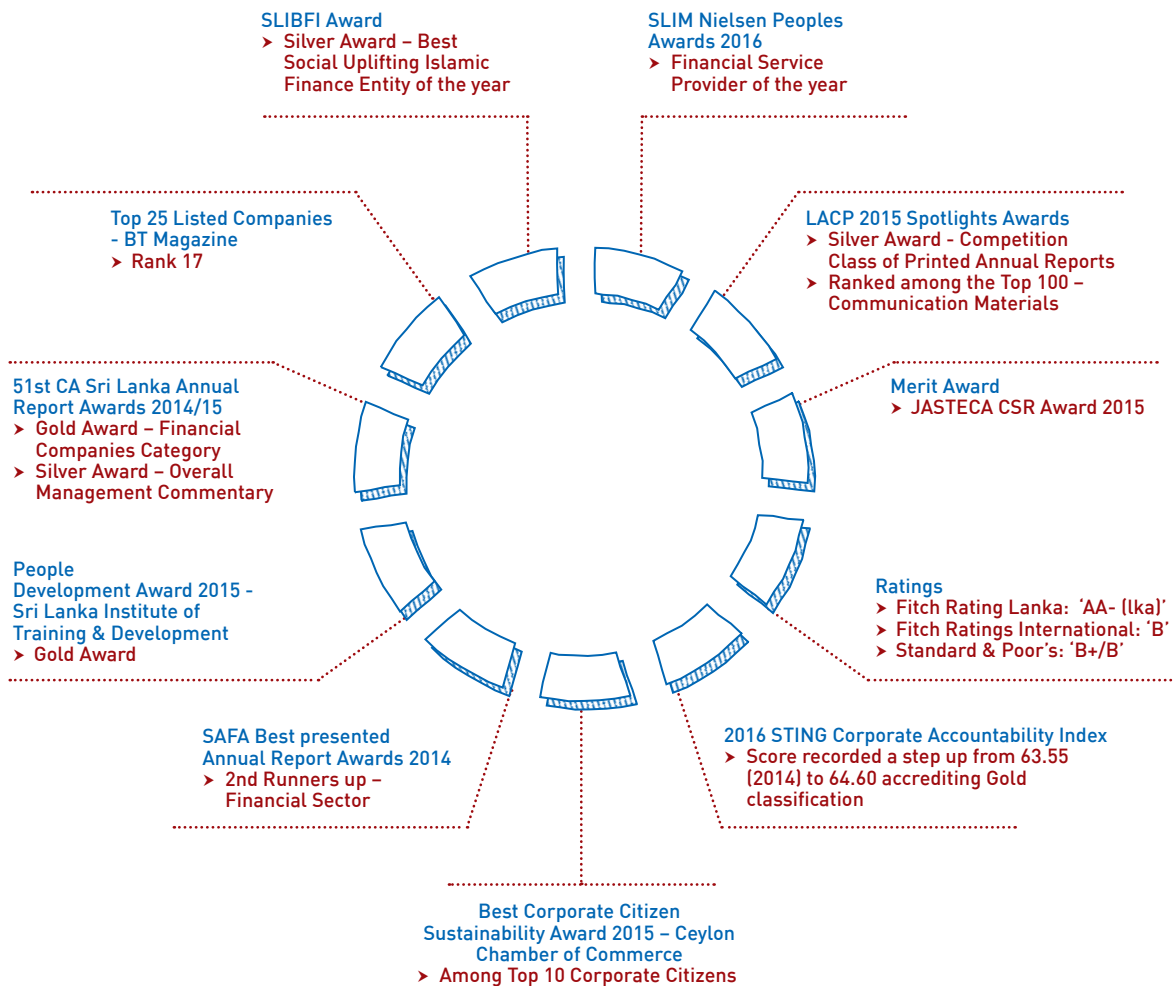 SLIBFI Award
➤ Silver Award – Best
Social Uplifting Islamic
Finance Entity of the year
SLIM Nielsen Peoples
Awards 2016
➤ Financial Service
Provider of the year
Top 25 Listed Companies
- BT Magazine
➤ Rank 17
LACP 2015 Spotlights Awards
➤ Silver Award - Competition
Class of Printed Annual Reports
➤ Ranked among the Top 100 –
Communication Materials
51st CA Sri Lanka Annual
Report Awards 2014/15
➤ Gold Award – Financial
Companies Category
➤ Silver Award – Overall
Management Commentary
Merit Award
➤ JASTECA CSR Award 2015
People
Development Award 2015 -
Sri Lanka Institute of
Training & Development
➤ Gold Award
Ratings
➤ Fitch Rating Lanka: ‘AA- (lka)’
➤ Fitch Ratings International: ‘B’
➤ Standard & Poor’s: ‘B+/B’
SAFA Best presented
Annual Report Awards 2014
➤ 2nd Runners up –
Financial Sector
2016 STING Corporate Accountability Index
➤ Score recorded a step up from 63.55
(2014) to 64.60 accrediting Gold
classification
Best Corporate Citizen
Sustainability Award 2015 – Ceylon
Chamber of Commerce
➤ Among Top 10 Corporate Citizens